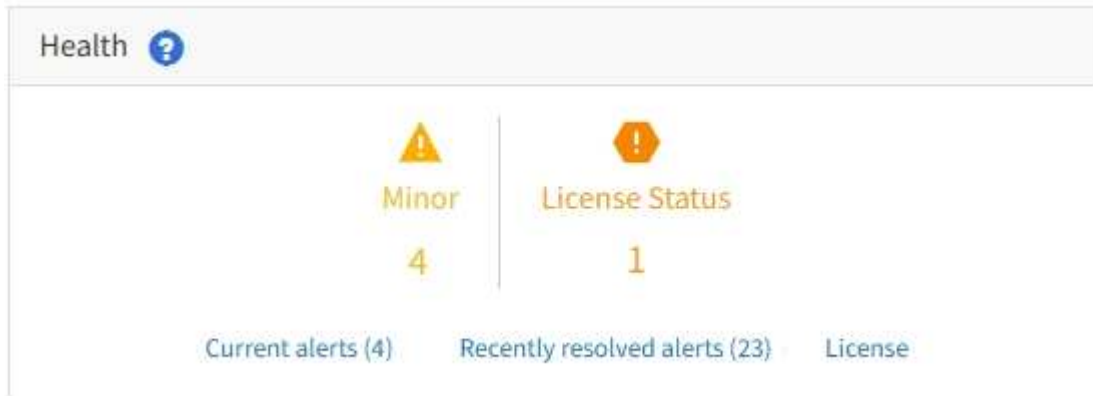 Health ?
Minor
License Status
4
1
Current alerts (4) Recently resolved alerts (23) License